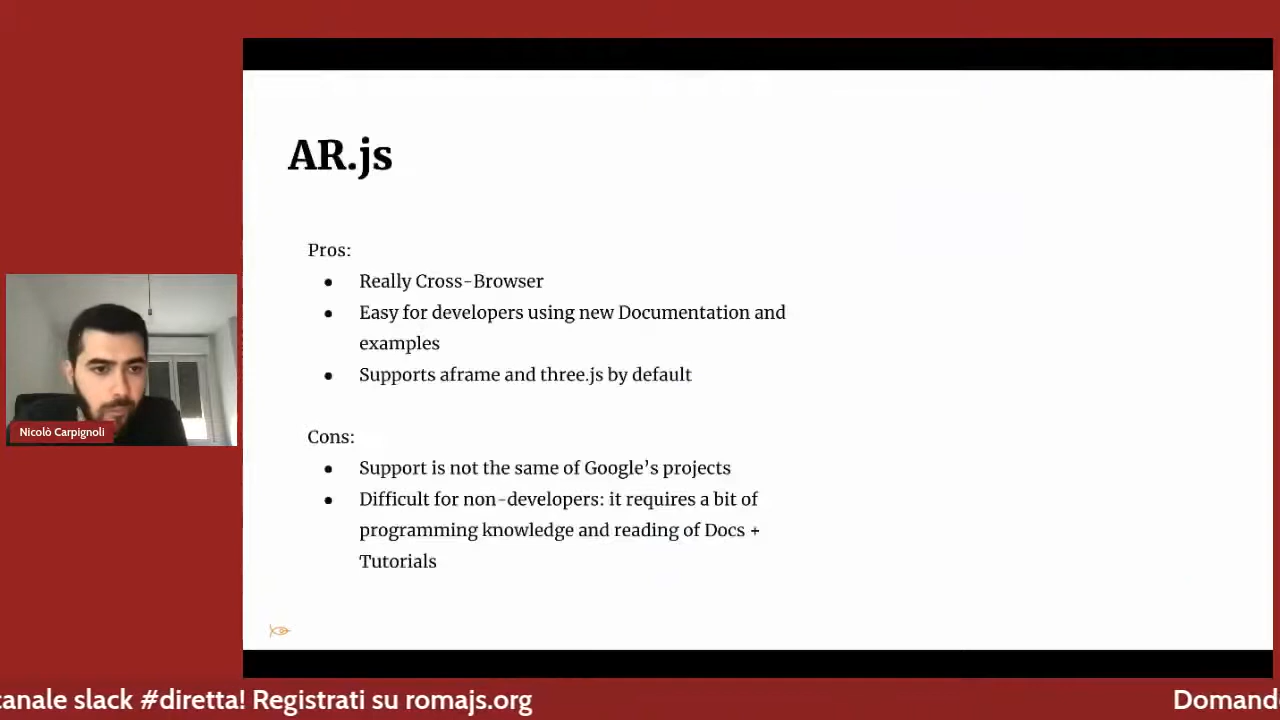 AR.js
Pros:
● Really Cross-Browser
● Easy for developers using new Documentation and
examples
● Supports aframe and three.js by default
Cons:
● Support is not the same of Google’s projects
● Difficult for non-developers: it requires a bit of
programming knowledge and reading of Docs +
Tutorials
Nicolò Carpignoli
canale slack #diretta! Registrati su romajs.org